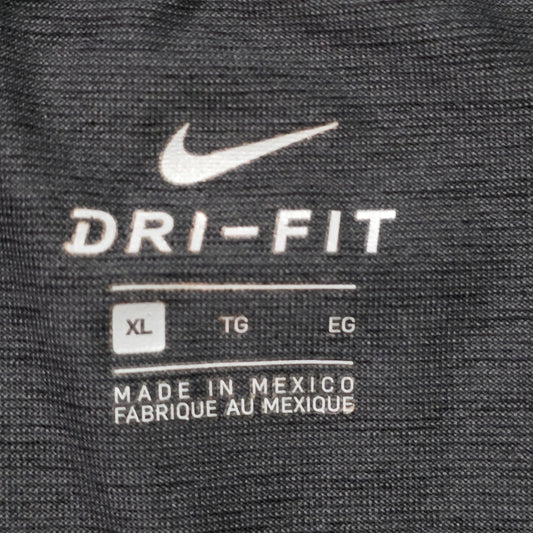 DRI-FIT
XL TG EG
MADE IN MEXICO
FABRIQUE AU MEXIQUE